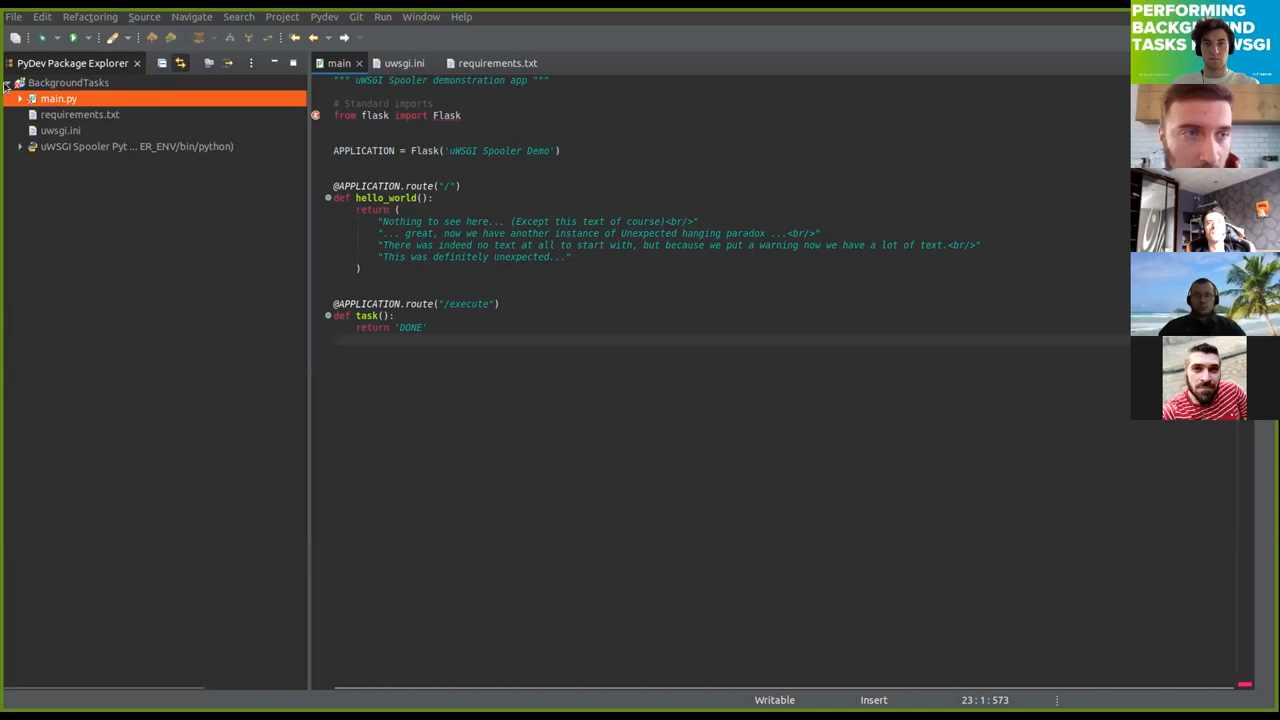 File Edit Refactoring Source Navigate Search Project Pydev Git Run Window Help
PyDev Package Explorer
main
uwsgi.ini
requirements.txt
BackgroundTasks
main.py
requirements.txt
uwsgi.ini
uWSGI Spooler Pyt ... ER_ENV/bin/python)
""" uWSGI Spooler demonstration app """
# Standard imports
from flask import Flask
APPLICATION = Flask('uWSGI Spooler Demo')
@APPLICATION.route("/")
def hello_world():
return (
"Nothing to see here... (Except this text of course)<br/>"
"... great, now we have another instance of Unexpected hanging paradox ...<br/>"
"There was indeed no text at all to start with, but because we put a warning now we have a lot of text.<br/>"
"This was definitely unexpected..."
)
@APPLICATION.route("/execute")
def task():
return 'DONE'
Writable Insert 23:1:573
PERFORMING
BACKGROUND
TASKS
WSGI